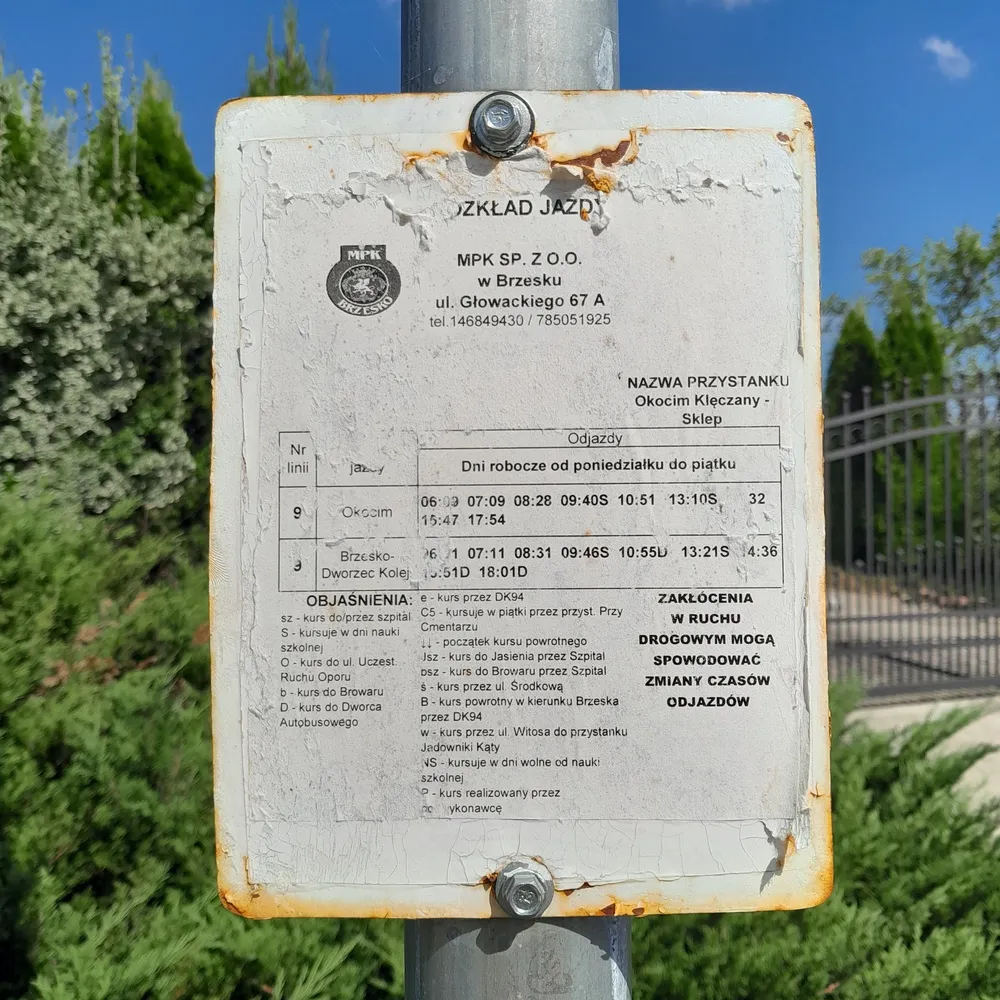 MPK SP. Z O.O.
w Brzesku
ul. Głowackiego 67 A
tel.146849430 / 785051925
MPK
BRZESKO
NAZWA PRZYSTANKU
Okocim Klęczany -
Sklep
Nr
linii
Odjazdy
Dni robocze od poniedziałku do piątku
9 Okocim 07:09 08:28 09:40S 10:51 13:10S
15:47 17:54
9 Brzesko-
Dworzec Kolej
07:11 08:31 09:46S 10:55D 13:21S 14:36
18:01D
OBJAŚNIENIA:
sz - kurs do/przez szpital
S - kursuje w dni nauki
szkolnej
O - kurs do ul. Uczest.
Ruchu Oporu
b - kurs do Browaru
D - kurs do Dworca
Autobusowego
e - kurs przez DK94
C5 - kursuje w piątki przez przyst. Przy
Cmentarzu
↓↓ - początek kursu powrotnego
Jsz - kurs do Jasienia przez Szpital
bsz - kurs do Browaru przez Szpital
ś - kurs przez ul. Środkową
B - kurs powrotny w kierunku Brzeska
przez DK94
w - kurs przez ul. Witosa do przystanku
Jadowniki Kąty
NS - kursuje w dni wolne od nauki
szkolnej
P - kurs realizowany przez
ZAKŁÓCENIA
W RUCHU
DROGOWYM MOGĄ
SPOWODOWAĆ
ZMIANY CZASÓW
ODJAZDÓW